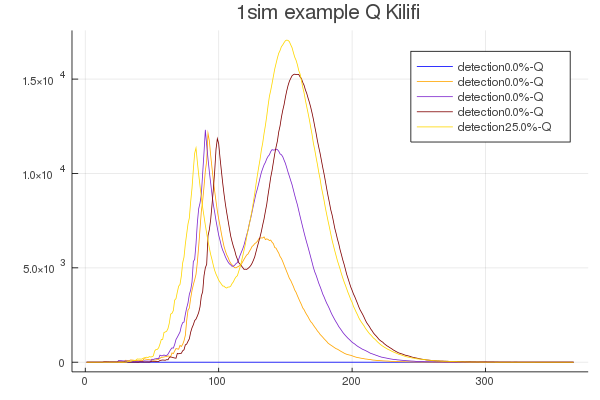 1sim example Q Kilifi
1.5×10⁴
1.0×10⁴
5.0×10³
0
0
100
200
300
detection0.0%-Q
detection0.0%-Q
detection0.0%-Q
detection0.0%-Q
detection25.0%-Q